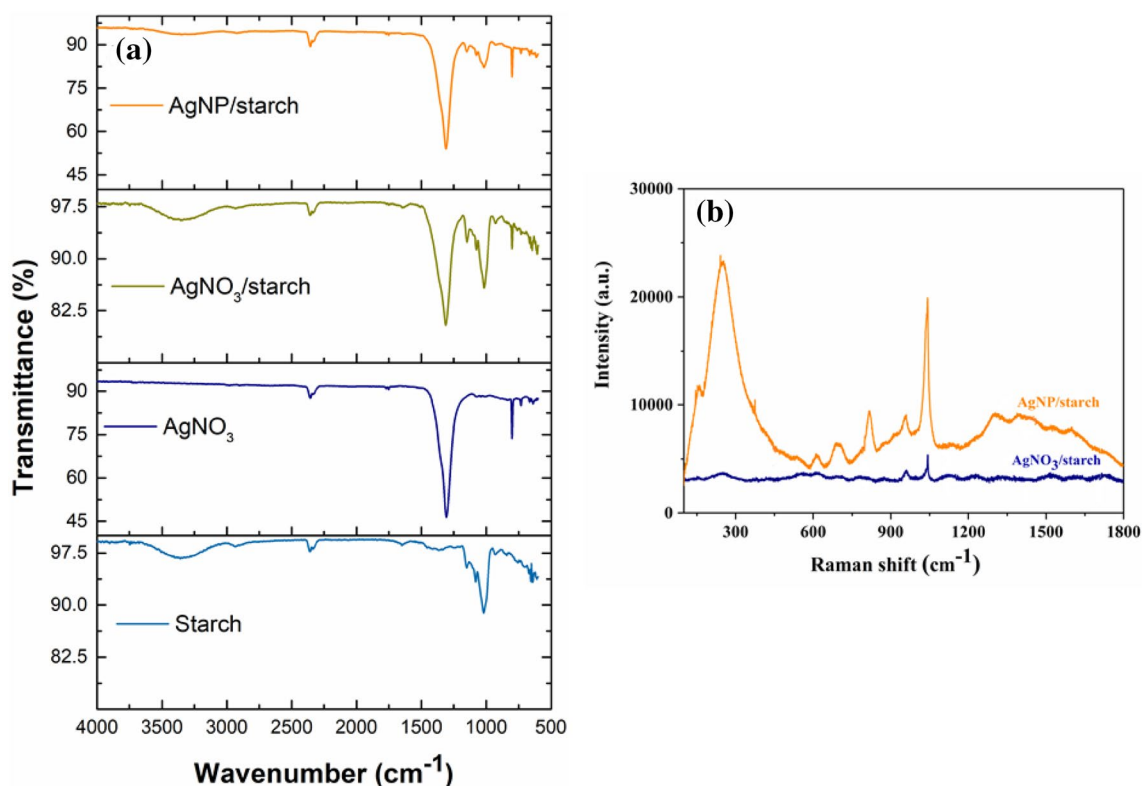 (a)
90
75
60
45
AgNP/starch
97.5
90.0
82.5
AgNO3/starch
90
75
60
45
AgNO3
97.5
90.0
82.5
Starch
Transmittance (%)
4000 3500 3000 2500 2000 1500 1000 500
Wavenumber (cm-1)
(b)
30000
20000
10000
0
Intensity (a.u.)
AgNP/starch
AgNO3/starch
300 600 900 1200 1500 1800
Raman shift (cm-1)